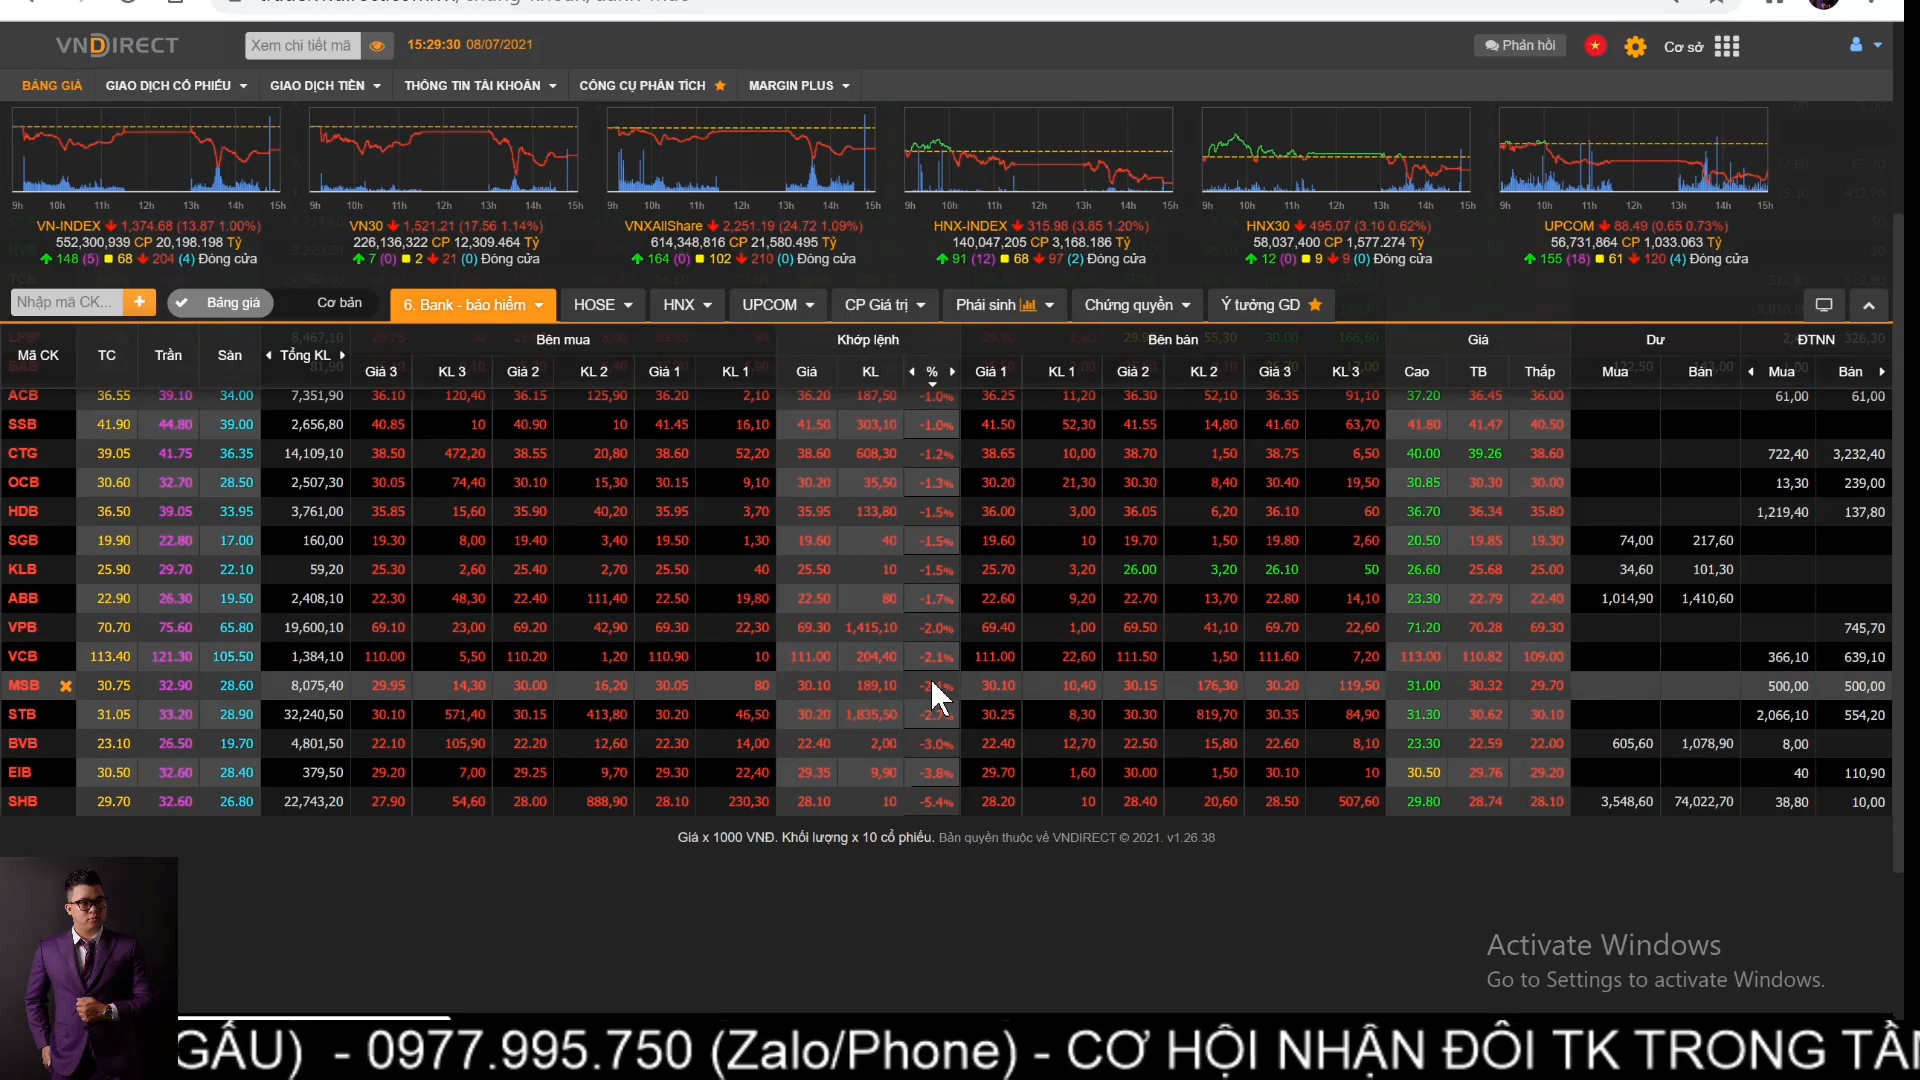 VNDIRECT Xem chi tiết mã 15:29:30 08/07/2021 Phản hồi Cơ sở
BẢNG GIÁ GIAO DỊCH CỔ PHIẾU GIAO DỊCH TIỀN THÔNG TIN TÀI KHOẢN CÔNG CỤ PHÂN TÍCH MARGIN PLUS
9h 10h 11h 12h 13h 14h 15h 9h 10h 11h 12h 13h 14h 15h 9h 10h 11h 12h 13h 14h 15h 9h 10h 11h 12h 13h 14h 15h 9h 10h 11h 12h 13h 14h 15h 9h 10h 11h 12h 13h 14h 15h
VN-INDEX 1,374.68 (13.87 1.00%) VN30 1,521.21 (17.56 1.14%) VNXAllShare 2,251.19 (24.72 1.09%) HNX-INDEX 315.98 (3.85 1.20%) HNX30 495.07 (3.10 0.62%) UPCOM 88.49 (0.65 0.73%)
552,300,939 CP 20,198.198 Tỷ 226,136,322 CP 12,309.464 Tỷ 614,348,816 CP 21,580.495 Tỷ 140,047,205 CP 3,168.186 Tỷ 58,037,400 CP 1,577.274 Tỷ 56,731,864 CP 1,033.063 Tỷ
148 (5) 68 204 (4) Đóng cửa 7 (0) 2 21 (0) Đóng cửa 164 (0) 102 210 (0) Đóng cửa 91 (12) 68 97 (2) Đóng cửa 12 (0) 9 9 (0) Đóng cửa 155 (18) 61 120 (4) Đóng cửa
Nhập mã CK... + Bảng giá Cơ bản 6. Bank - bảo hiểm HOSE HNX UPCOM CP Giá trị Phái sinh Chứng quyền Ý tưởng GD
Mã CK TC Trần Sàn Tổng KL Bên mua Khớp lệnh Bên bán Giá Dư ĐTNN
Giá 3 KL 3 Giá 2 KL 2 Giá 1 KL 1 Giá KL % Giá 1 KL 1 Giá 2 KL 2 Giá 3 KL 3 Cao TB Thấp Mua Bán Mua Bán
ACB 36.55 39.10 34.00 7,351,90 36.10 120,40 36.15 125,90 36.20 2,10 36.20 187,50 -1.0% 36.25 11,20 36.30 52,10 36.35 91,10 37.20 36.45 36.00 61,00 61,00
SSB 41.90 44.80 39.00 2,656,80 40.85 10 40.90 10 41.45 16,10 41.50 303,10 -1.0% 41.50 52,30 41.55 14,80 41.60 63,70 41.80 41.47 40.50
CTG 39.05 41.75 36.35 14,109,10 38.50 472,20 38.55 20,80 38.60 52,20 38.60 608,30 -1.2% 38.65 10,00 38.70 1,50 38.75 6,50 40.00 39.26 38.60 722,40 3,232,40
OCB 30.60 32.70 28.50 2,507,30 30.05 74,40 30.10 15,30 30.15 9,10 30.20 35,50 -1.3% 30.20 21,30 30.30 8,40 30.40 19,50 30.85 30.30 30.00 13,30 239,00
HDB 36.50 39.05 33.95 3,761,00 35.85 15,60 35.90 40,20 35.95 3,70 35.95 133,80 -1.5% 36.00 3,00 36.05 6,20 36.10 60 36.70 36.34 35.80 1,219,40 137,80
SGB 19.90 22.80 17.00 160,00 19.30 8,00 19.40 3,40 19.50 1,30 19.60 40 -1.5% 19.60 10 19.70 1,50 19.80 2,60 20.50 19.85 19.30 74,00 217,60
KLB 25.90 29.70 22.10 59,20 25.30 2,60 25.40 2,70 25.50 40 25.50 10 -1.5% 25.70 3,20 26.00 3,20 26.10 50 26.60 25.68 25.00 34,60 101,30
ABB 22.90 26.30 19.50 2,408,10 22.30 48,30 22.40 111,40 22.50 19,80 22.50 80 -1.7% 22.60 9,20 22.70 13,70 22.80 14,10 23.30 22.79 22.40 1,014,90 1,410,60
VPB 70.70 75.60 65.80 19,600,10 69.10 23,00 69.20 42,90 69.30 22,30 69.30 1,415,10 -2.0% 69.40 1,00 69.50 41,10 69.70 22,60 71.20 70.28 69.30 745,70
VCB 113.40 121.30 105.50 1,384,10 110.00 5,50 110.20 1,20 110.90 10 111.00 204,40 -2.1% 111.00 22,60 111.50 1,50 111.60 7,20 113.00 110.82 109.00 366,10 639,10
MSB 30.75 32.90 28.60 8,075,40 29.95 14,30 30.00 16,20 30.05 80 30.10 189,10 30.10 10,40 30.15 176,30 30.20 119,50 31.00 30.32 29.70 500,00 500,00
STB 31.05 33.20 28.90 32,240,50 30.10 571,40 30.15 413,80 30.20 46,50 30.20 1,835,50 -2.7% 30.25 8,30 30.30 819,70 30.35 84,90 31.30 30.62 30.10 2,066,10 554,20
BVB 23.10 26.50 19.70 4,801,50 22.10 105,90 22.20 12,60 22.30 14,00 22.40 2,00 -3.0% 22.40 12,70 22.50 15,80 22.60 8,10 23.30 22.59 22.00 605,60 1,078,90 8,00
EIB 30.50 32.60 28.40 379,50 29.20 7,00 29.25 9,70 29.30 22,40 29.35 9,90 -3.8% 29.70 1,60 30.00 1,50 30.10 10 30.50 29.76 29.20 40 110,90
SHB 29.70 32.60 26.80 22,743,20 27.90 54,60 28.00 888,90 28.10 230,30 28.10 10 -5.4% 28.20 10 28.40 20,60 28.50 507,60 29.80 28.74 28.10 3,548,60 74,022,70 38,80 10,00
Giá x 1000 VNĐ. Khối lượng x 10 cổ phiếu. Bản quyền thuộc về VNDIRECT © 2021. v1.26.38
Activate Windows
Go to Settings to activate Windows.
GẤU) - 0977.995.750 (Zalo/Phone) - CƠ HỘI NHÂN ĐÔI TK TRONG